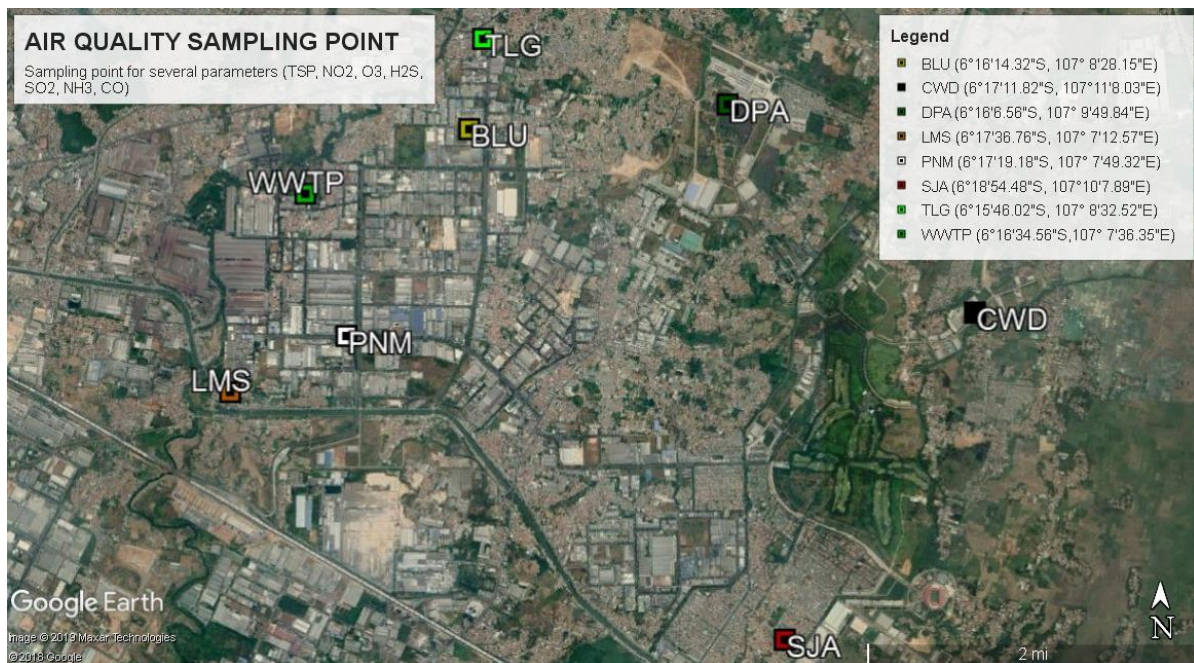 AIR QUALITY SAMPLING POINT
Sampling point for several parameters (TSP, NO2, O3, H2S,
SO2, NH3, CO)
TLG
DPA
BLU
WWTP
CWD
PNM
LMS
SJA
Legend
BLU (6°16'14.32"S, 107° 8'28.15"E)
CWD (6°17'11.82"S, 107°11'8.03"E)
DPA (6°16'6.56"S, 107° 9'49.84"E)
LMS (6°17'36.76"S, 107° 7'12.57"E)
PNM (6°17'19.18"S, 107° 7'49.32"E)
SJA (6°18'54.48"S, 107°10'7.89"E)
TLG (6°15'46.02"S, 107° 8'32.52"E)
WWTP (6°16'34.56"S,107° 7'36.35"E)
Google Earth
Image © 2019 Maxar Technologies
© 2018 Google
N
2 mi